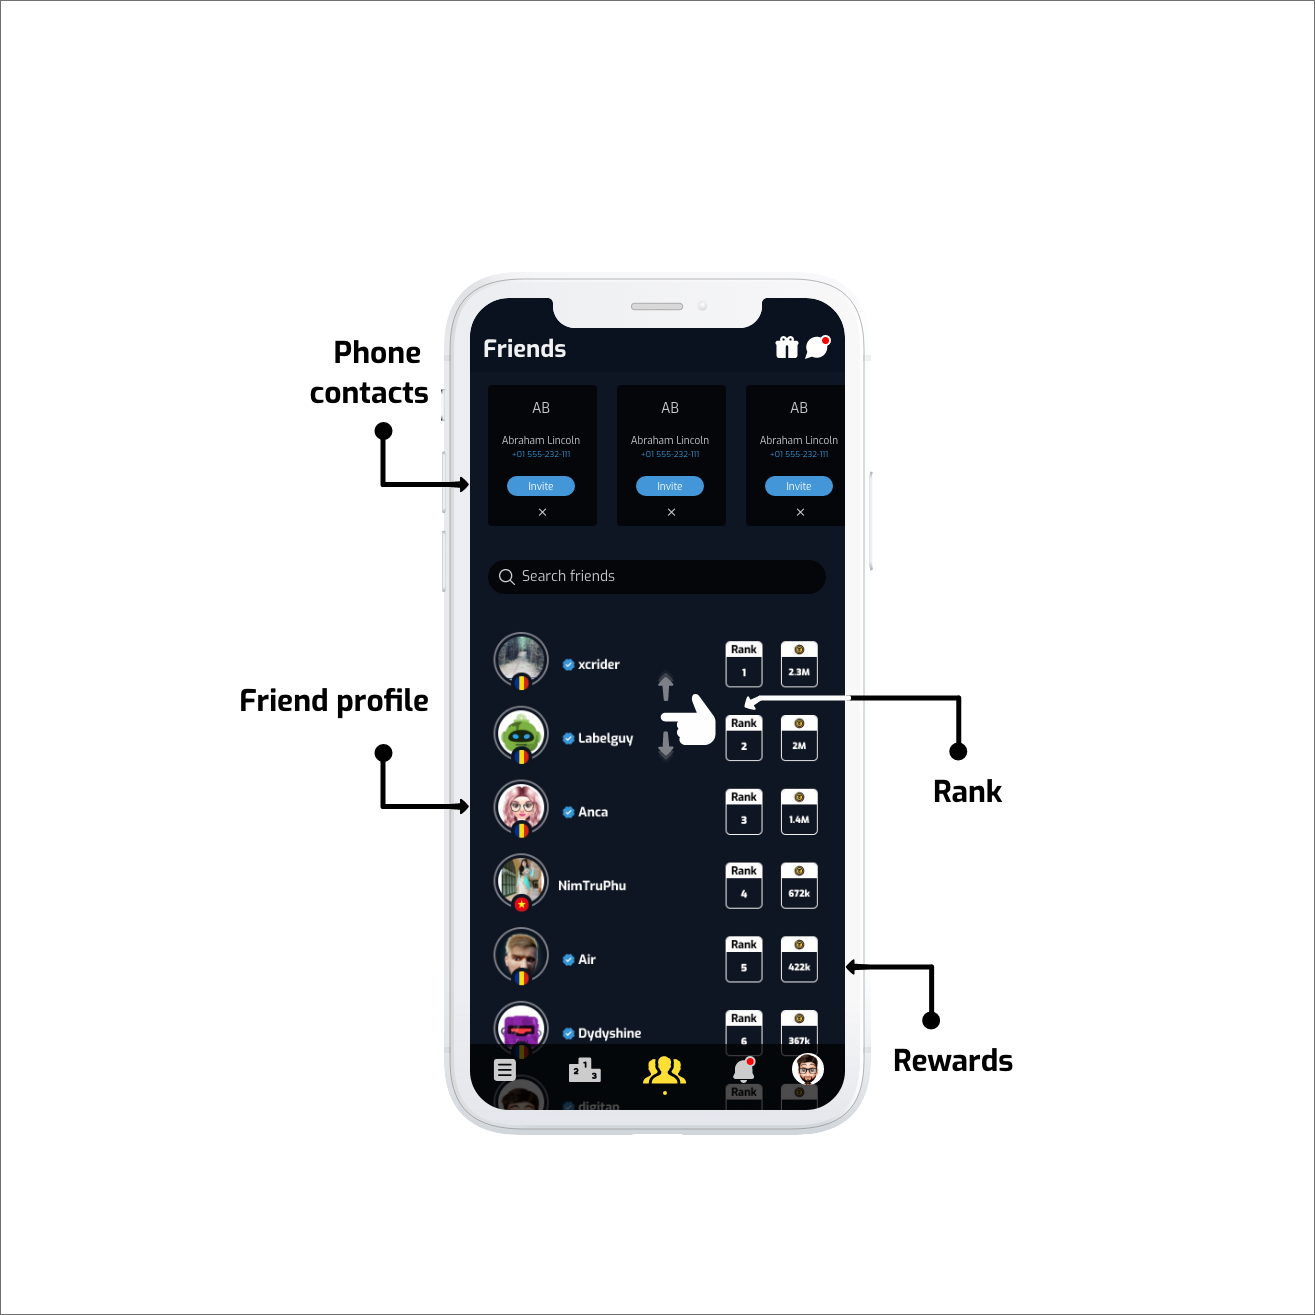 Friends
Phone
contacts
AB
AB
AB
Abraham Lincoln
Abraham Lincoln
Abraham Lincoln
+01 555-232-111
+01 555-232-111
+01 555-232-111
Invite
Invite
Invite
Search friends
xcrider
Rank
1
2.3M
Friend profile
Labelguy
Rank
2
2M
Rank
Anca
Rank
3
1.4M
NimTruPhu
Rank
4
672k
Air
Rank
5
422k
Rewards
Dydyshine
Rank
6
367k
2 1 3
digitan
Rank